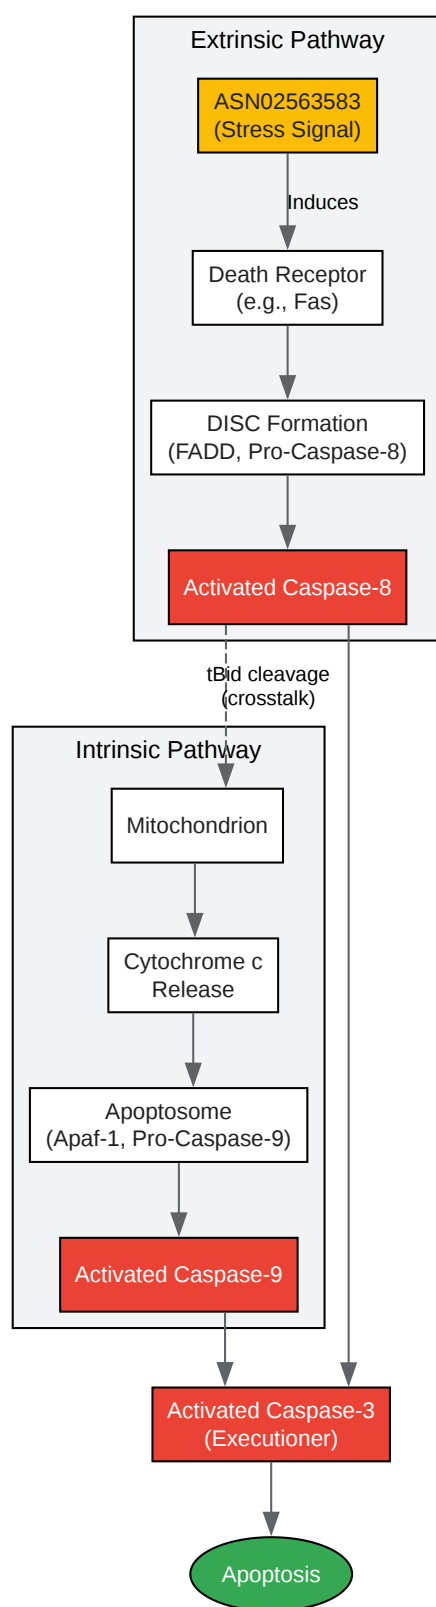 Extrinsic Pathway
ASN02563583
(Stress Signal)
Induces
Death Receptor
(e.g., Fas)
DISC Formation
(FADD, Pro-Caspase-8)
Activated Caspase-8
tBid cleavage
(crosstalk)
Intrinsic Pathway
Mitochondrion
Cytochrome c
Release
Apoptosome
(Apaf-1, Pro-Caspase-9)
Activated Caspase-9
Activated Caspase-3
(Executioner)
Apoptosis